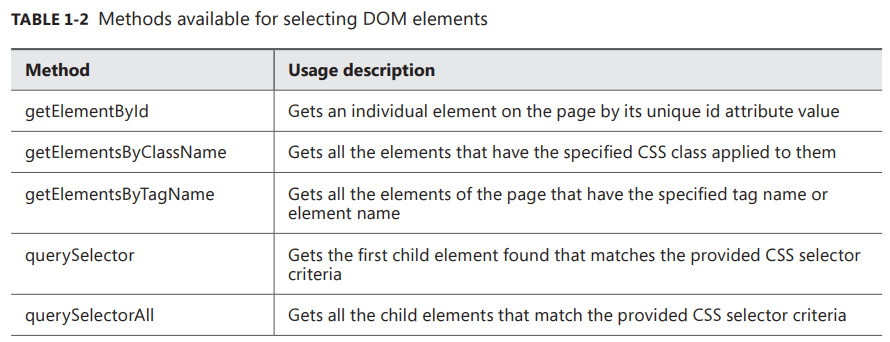 TABLE 1-2 Methods available for selecting DOM elements
Method Usage description
getElementById Gets an individual element on the page by its unique id attribute value
getElementsByClassName Gets all the elements that have the specified CSS class applied to them
getElementsByTagName Gets all the elements of the page that have the specified tag name or
element name
querySelector Gets the first child element found that matches the provided CSS selector
criteria
querySelectorAll Gets all the child elements that match the provided CSS selector criteria